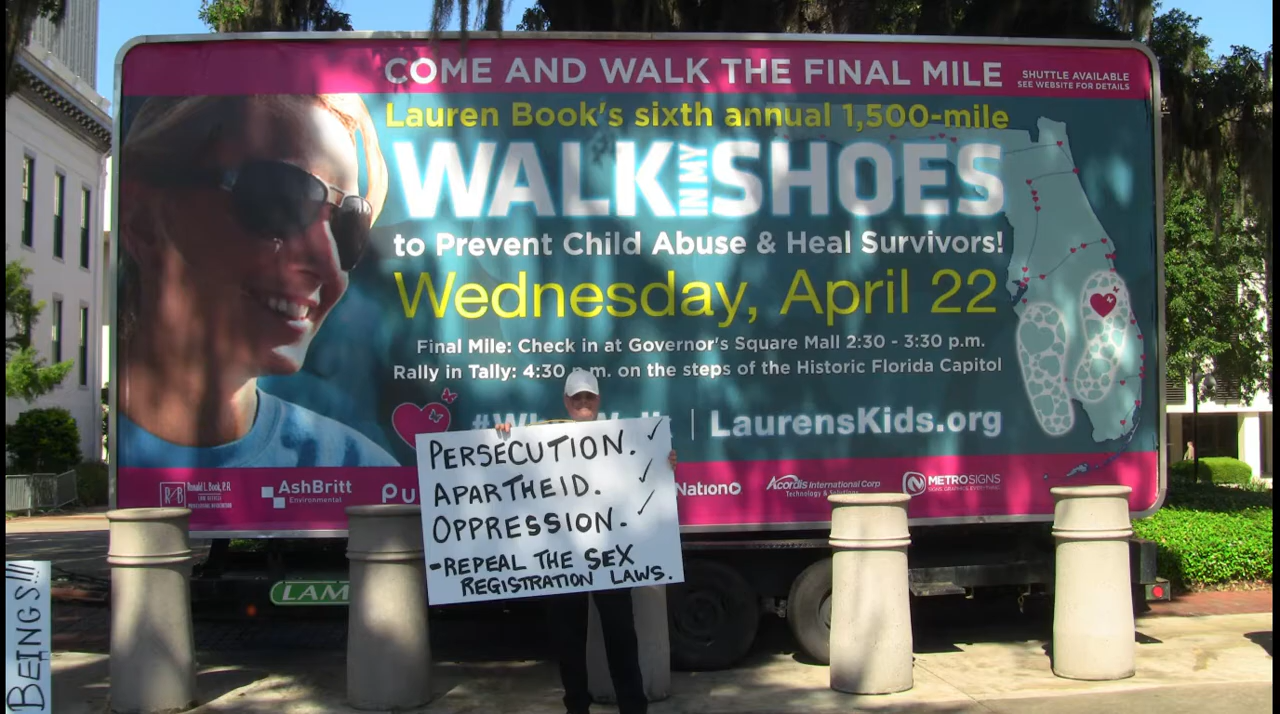 COME AND WALK THE FINAL MILE
SHUTTLE AVAILABLE
SEE WEBSITE FOR DETAILS
Lauren Book's sixth annual 1,500-mile
WALK IN MY SHOES
to Prevent Child Abuse & Heal Survivors!
Wednesday, April 22
Final Mile: Check in at Governor's Square Mall 2:30 - 3:30 p.m.
Rally in Tally: 4:30 p.m. on the steps of the Historic Florida Capitol
LaurensKids.org
Ronald L. Book, P.A.
AshBritt
Environmental
Acordis International Corp
Technology & Solutions
METROSIGNS
PERSECUTION. ✓
APARTHEID. ✓
OPPRESSION. ✓
-REPEAL THE SEX
REGISTRATION LAWS.
BEINGS!!!